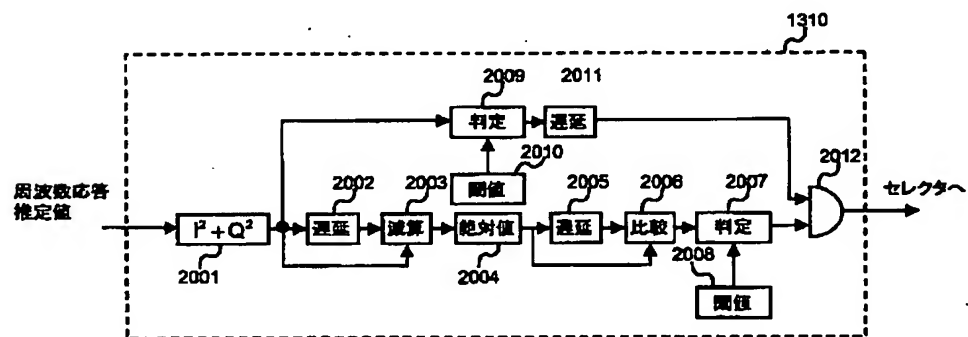 1310
2009
2011
判定
遅延
2010
閾値
2012
周波数応答
推定値
セレクタへ
2002
2003
2005
2006
2007
I²+Q²
遅延
減算
絶対値
遅延
比較
判定
2001
2004
2008
閾値